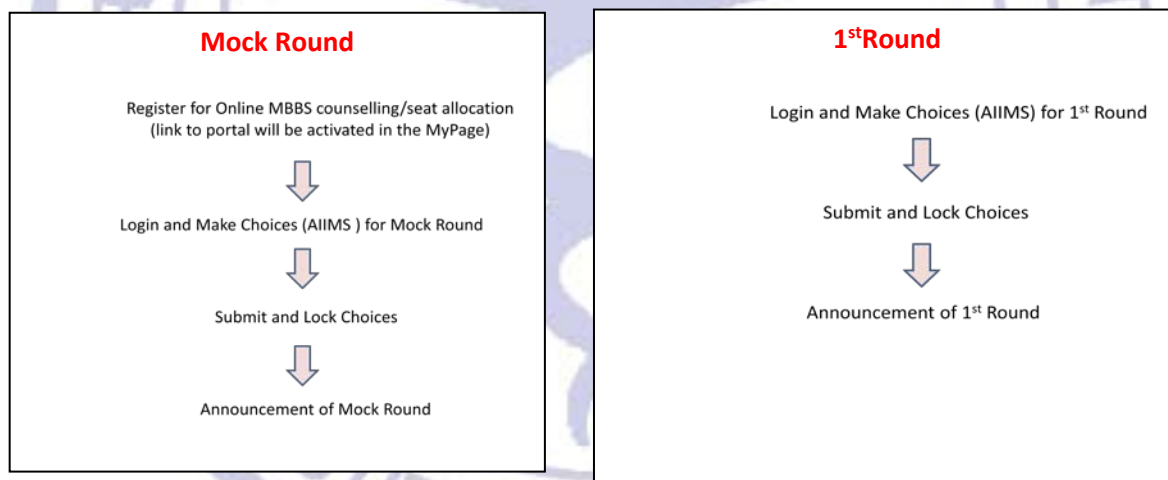 Mock Round
Register for Online MBBS counselling/seat allocation
(link to portal will be activated in the MyPage)
Login and Make Choices (AIIMS ) for Mock Round
Submit and Lock Choices
Announcement of Mock Round
1stRound
Login and Make Choices (AIIMS) for 1st Round
Submit and Lock Choices
Announcement of 1st Round